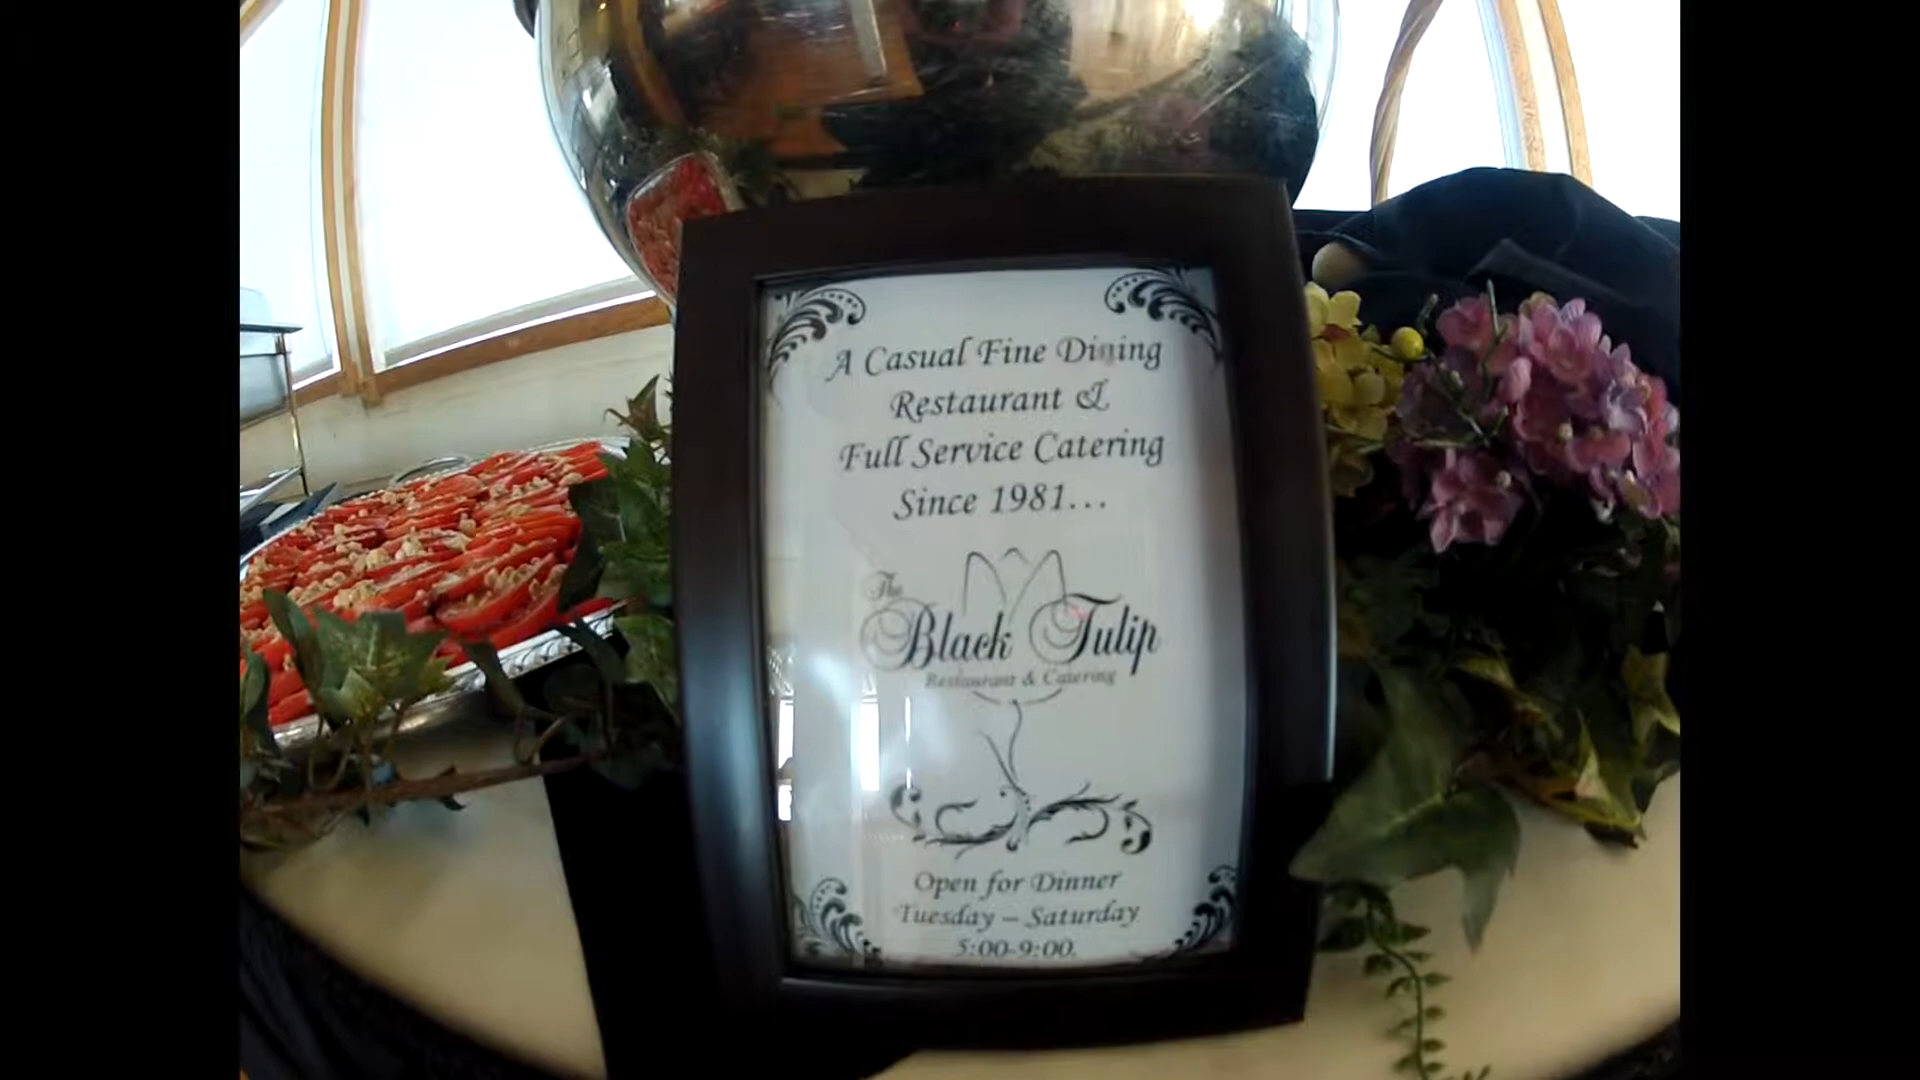 A Casual Fine Dining
Restaurant &
Full Service Catering
Since 1981...
The
Black Tulip
Restaurant & Catering
Open for Dinner
Tuesday – Saturday
5:00-9:00.